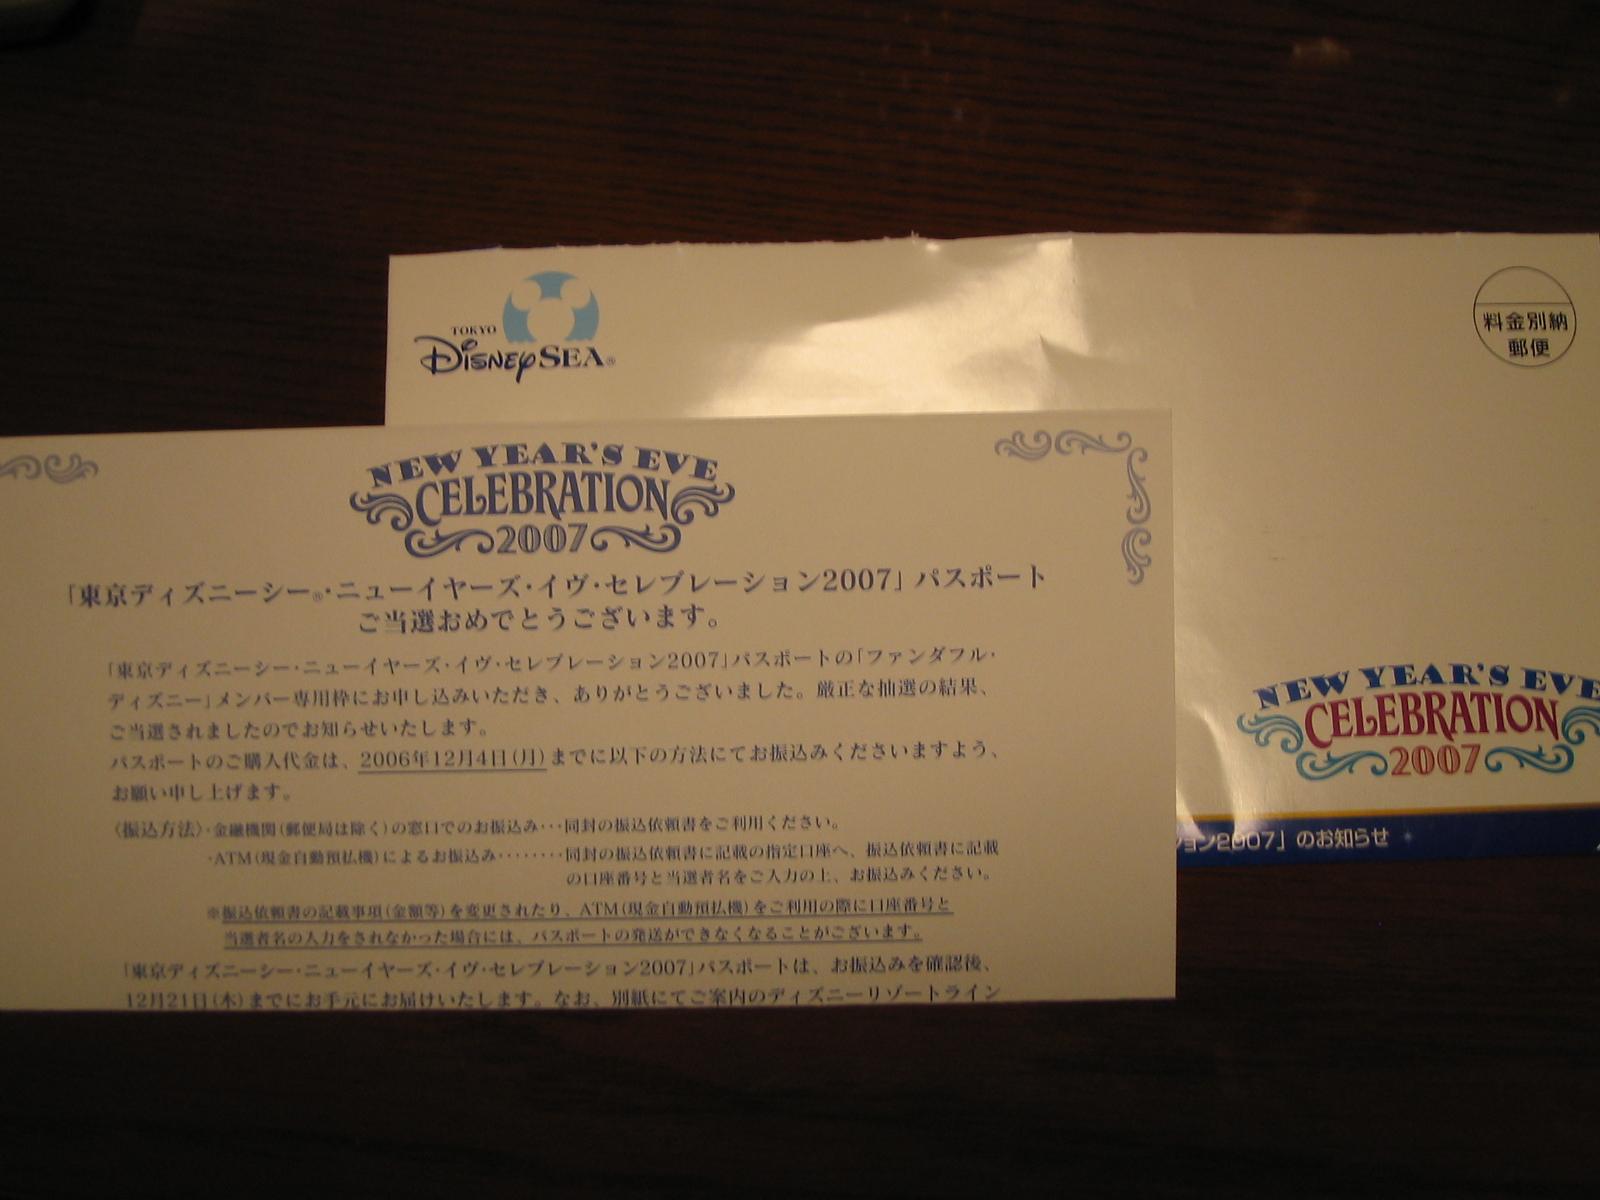 TOKYO
DisneySEA®
料金別納
郵便
NEW YEAR'S EVE
CELEBRATION
2007
「東京ディズニーシー®・ニューイヤーズ・イヴ・セレブレーション2007」パスポート
ご当選おめでとうございます。
「東京ディズニーシー・ニューイヤーズ・イヴ・セレブレーション2007」パスポートの「ファンダフル・
ディズニー」メンバー専用枠にお申し込みいただき、ありがとうございました。厳正な抽選の結果、
ご当選されましたのでお知らせいたします。
パスポートのご購入代金は、2006年12月4日(月)までに以下の方法にてお振込みくださいますよう、
お願い申し上げます。
〈振込方法〉・金融機関(郵便局は除く)の窓口でのお振込み・・・同封の振込依頼書をご利用ください。
・ATM(現金自動預払機)によるお振込み・・・・・・・・同封の振込依頼書に記載の指定口座へ、振込依頼書に記載
の口座番号と当選者名をご入力の上、お振込みください。
※振込依頼書の記載事項(金額等)を変更されたり、ATM(現金自動預払機)をご利用の際に口座番号と
当選者名の入力をされなかった場合には、パスポートの発送ができなくなることがございます。
「東京ディズニーシー・ニューイヤーズ・イヴ・セレブレーション2007」パスポートは、お振込みを確認後、
12月21日(木)までにお手元にお届けいたします。なお、別紙にてご案内のディズニーリゾートライン
NEW YEAR'S EVE
CELEBRATION
2007
ション2007」のお知らせ